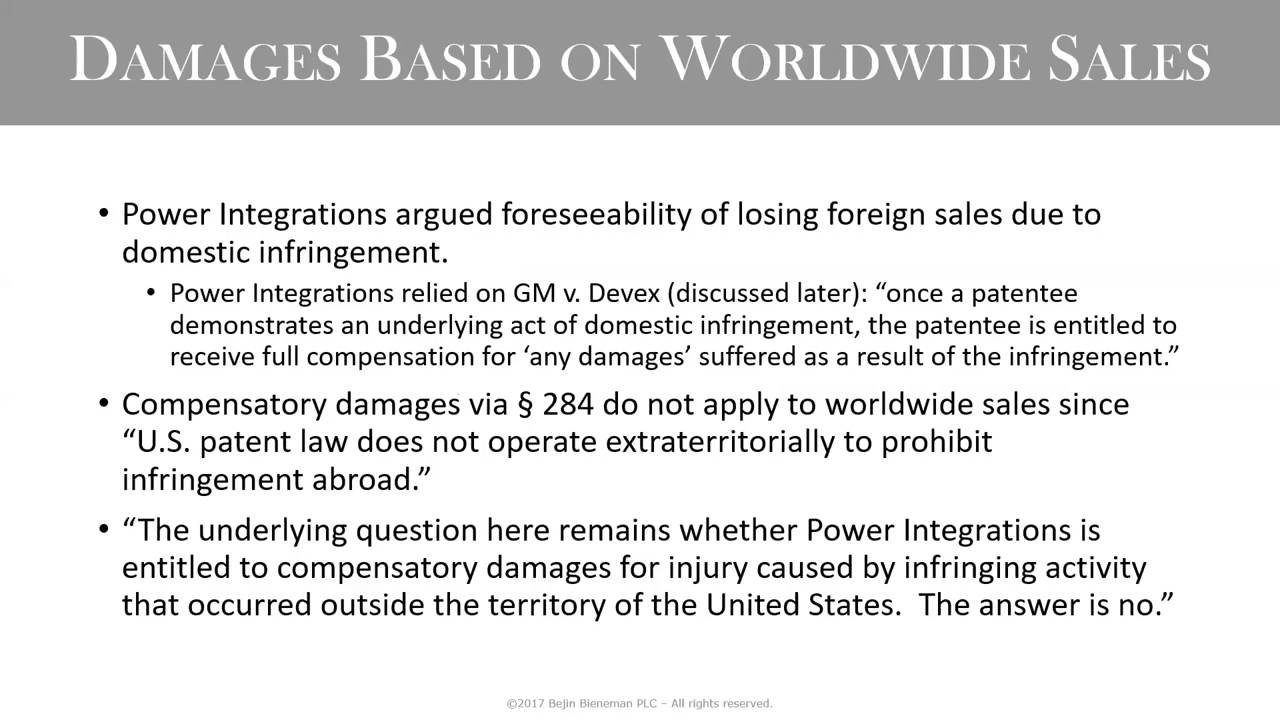 DAMAGES BASED ON WORLDWIDE SALES
• Power Integrations argued foreseeability of losing foreign sales due to
domestic infringement.
• Power Integrations relied on GM v. Devex (discussed later): “once a patentee
demonstrates an underlying act of domestic infringement, the patentee is entitled to
receive full compensation for ‘any damages’ suffered as a result of the infringement.”
• Compensatory damages via § 284 do not apply to worldwide sales since
“U.S. patent law does not operate extraterritorially to prohibit
infringement abroad.”
• “The underlying question here remains whether Power Integrations is
entitled to compensatory damages for injury caused by infringing activity
that occurred outside the territory of the United States.  The answer is no.”
©2017 Bejin Bieneman PLC – All rights reserved.